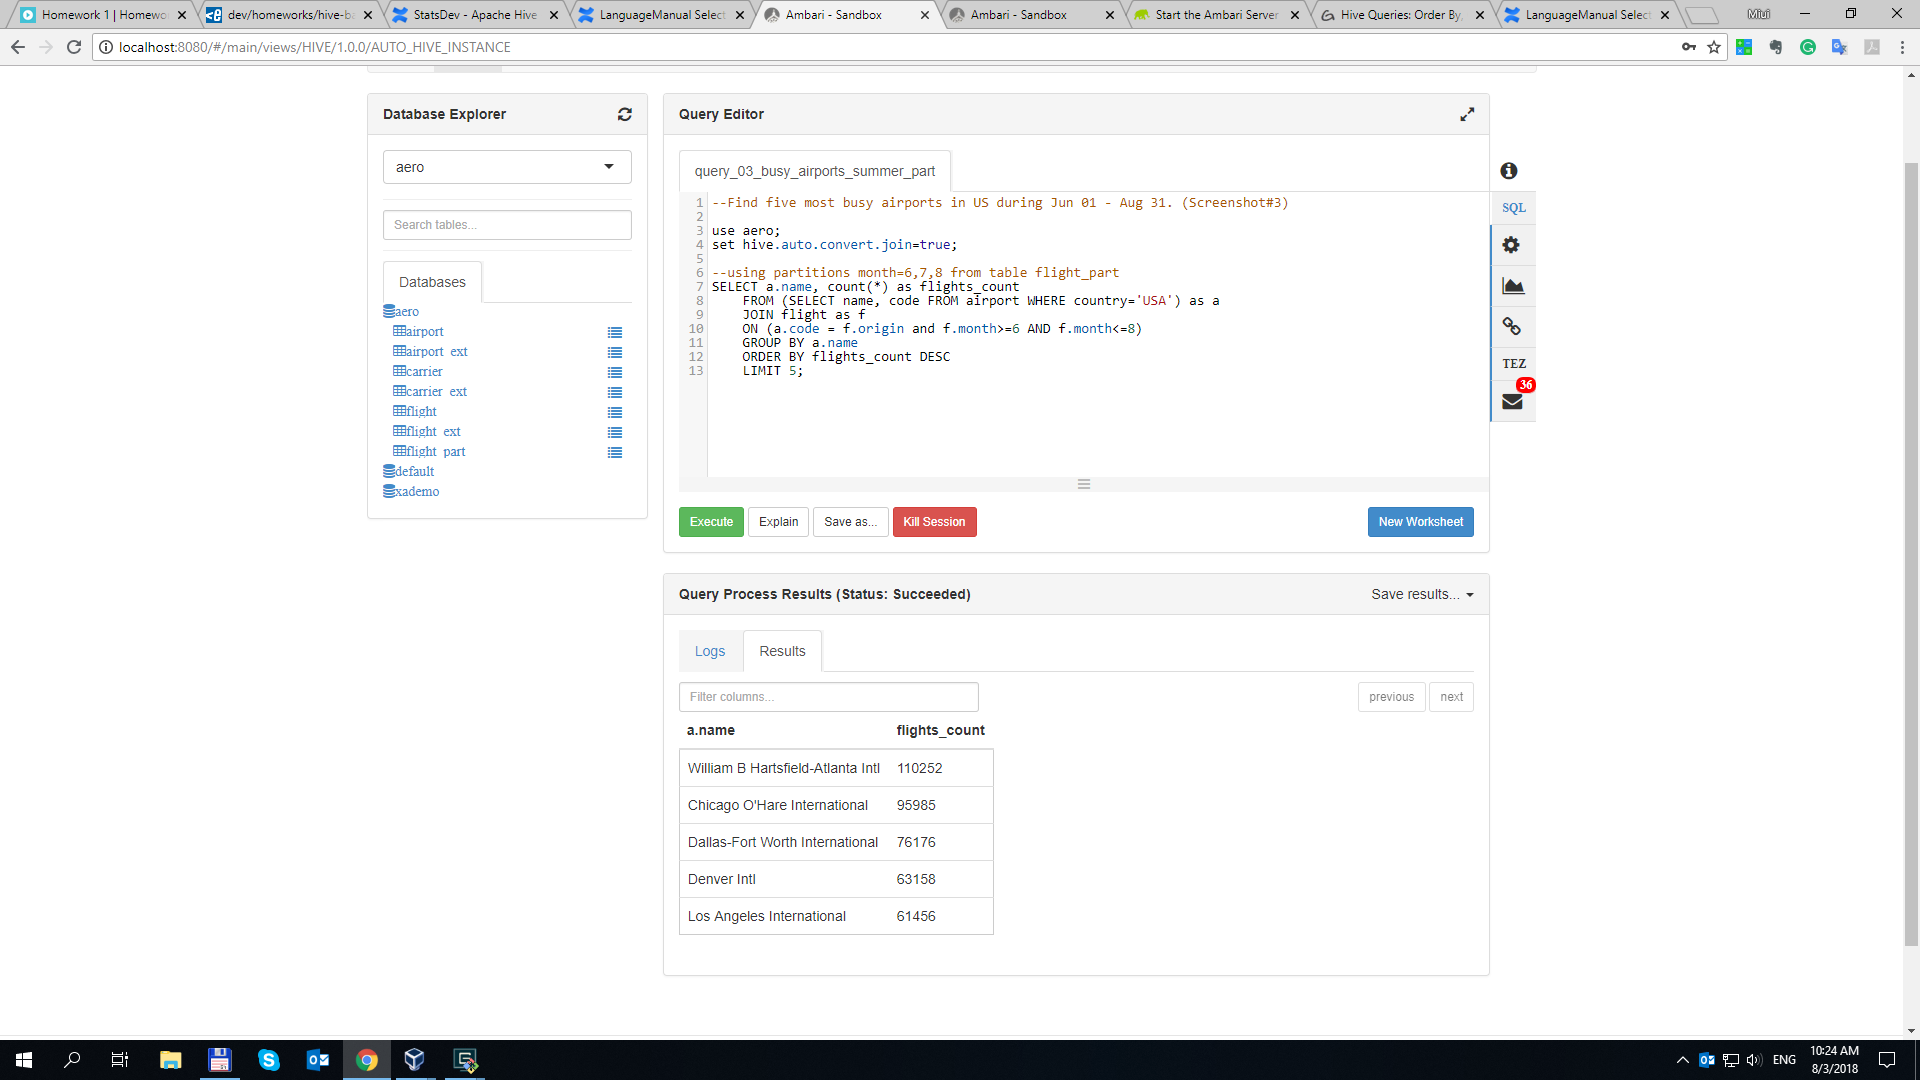 Homework 1 | Homewo
dev/homeworks/hive-ba
StatsDev - Apache Hive
LanguageManual Select
Ambari - Sandbox
Ambari - Sandbox
Start the Ambari Server
Hive Queries: Order By,
LanguageManual Select
Miui
localhost:8080/#/main/views/HIVE/1.0.0/AUTO_HIVE_INSTANCE
Database Explorer
aero
Search tables...
Databases
aero
airport
airport_ext
carrier
carrier_ext
flight
flight_ext
flight_part
default
xademo
Query Editor
query_03_busy_airports_summer_part
1 --Find five most busy airports in US during Jun 01 - Aug 31. (Screenshot#3)
2
3 use aero;
4 set hive.auto.convert.join=true;
5
6 --using partitions month=6,7,8 from table flight_part
7 SELECT a.name, count(*) as flights_count
8 FROM (SELECT name, code FROM airport WHERE country='USA') as a
9 JOIN flight as f
10 ON (a.code = f.origin and f.month>=6 AND f.month<=8)
11 GROUP BY a.name
12 ORDER BY flights_count DESC
13 LIMIT 5;
SQL
TEZ
36
Execute
Explain
Save as...
Kill Session
New Worksheet
Query Process Results (Status: Succeeded)
Save results...
Logs
Results
Filter columns...
previous
next
a.name flights_count
William B Hartsfield-Atlanta Intl 110252
Chicago O'Hare International 95985
Dallas-Fort Worth International 76176
Denver Intl 63158
Los Angeles International 61456
ENG
10:24 AM
8/3/2018